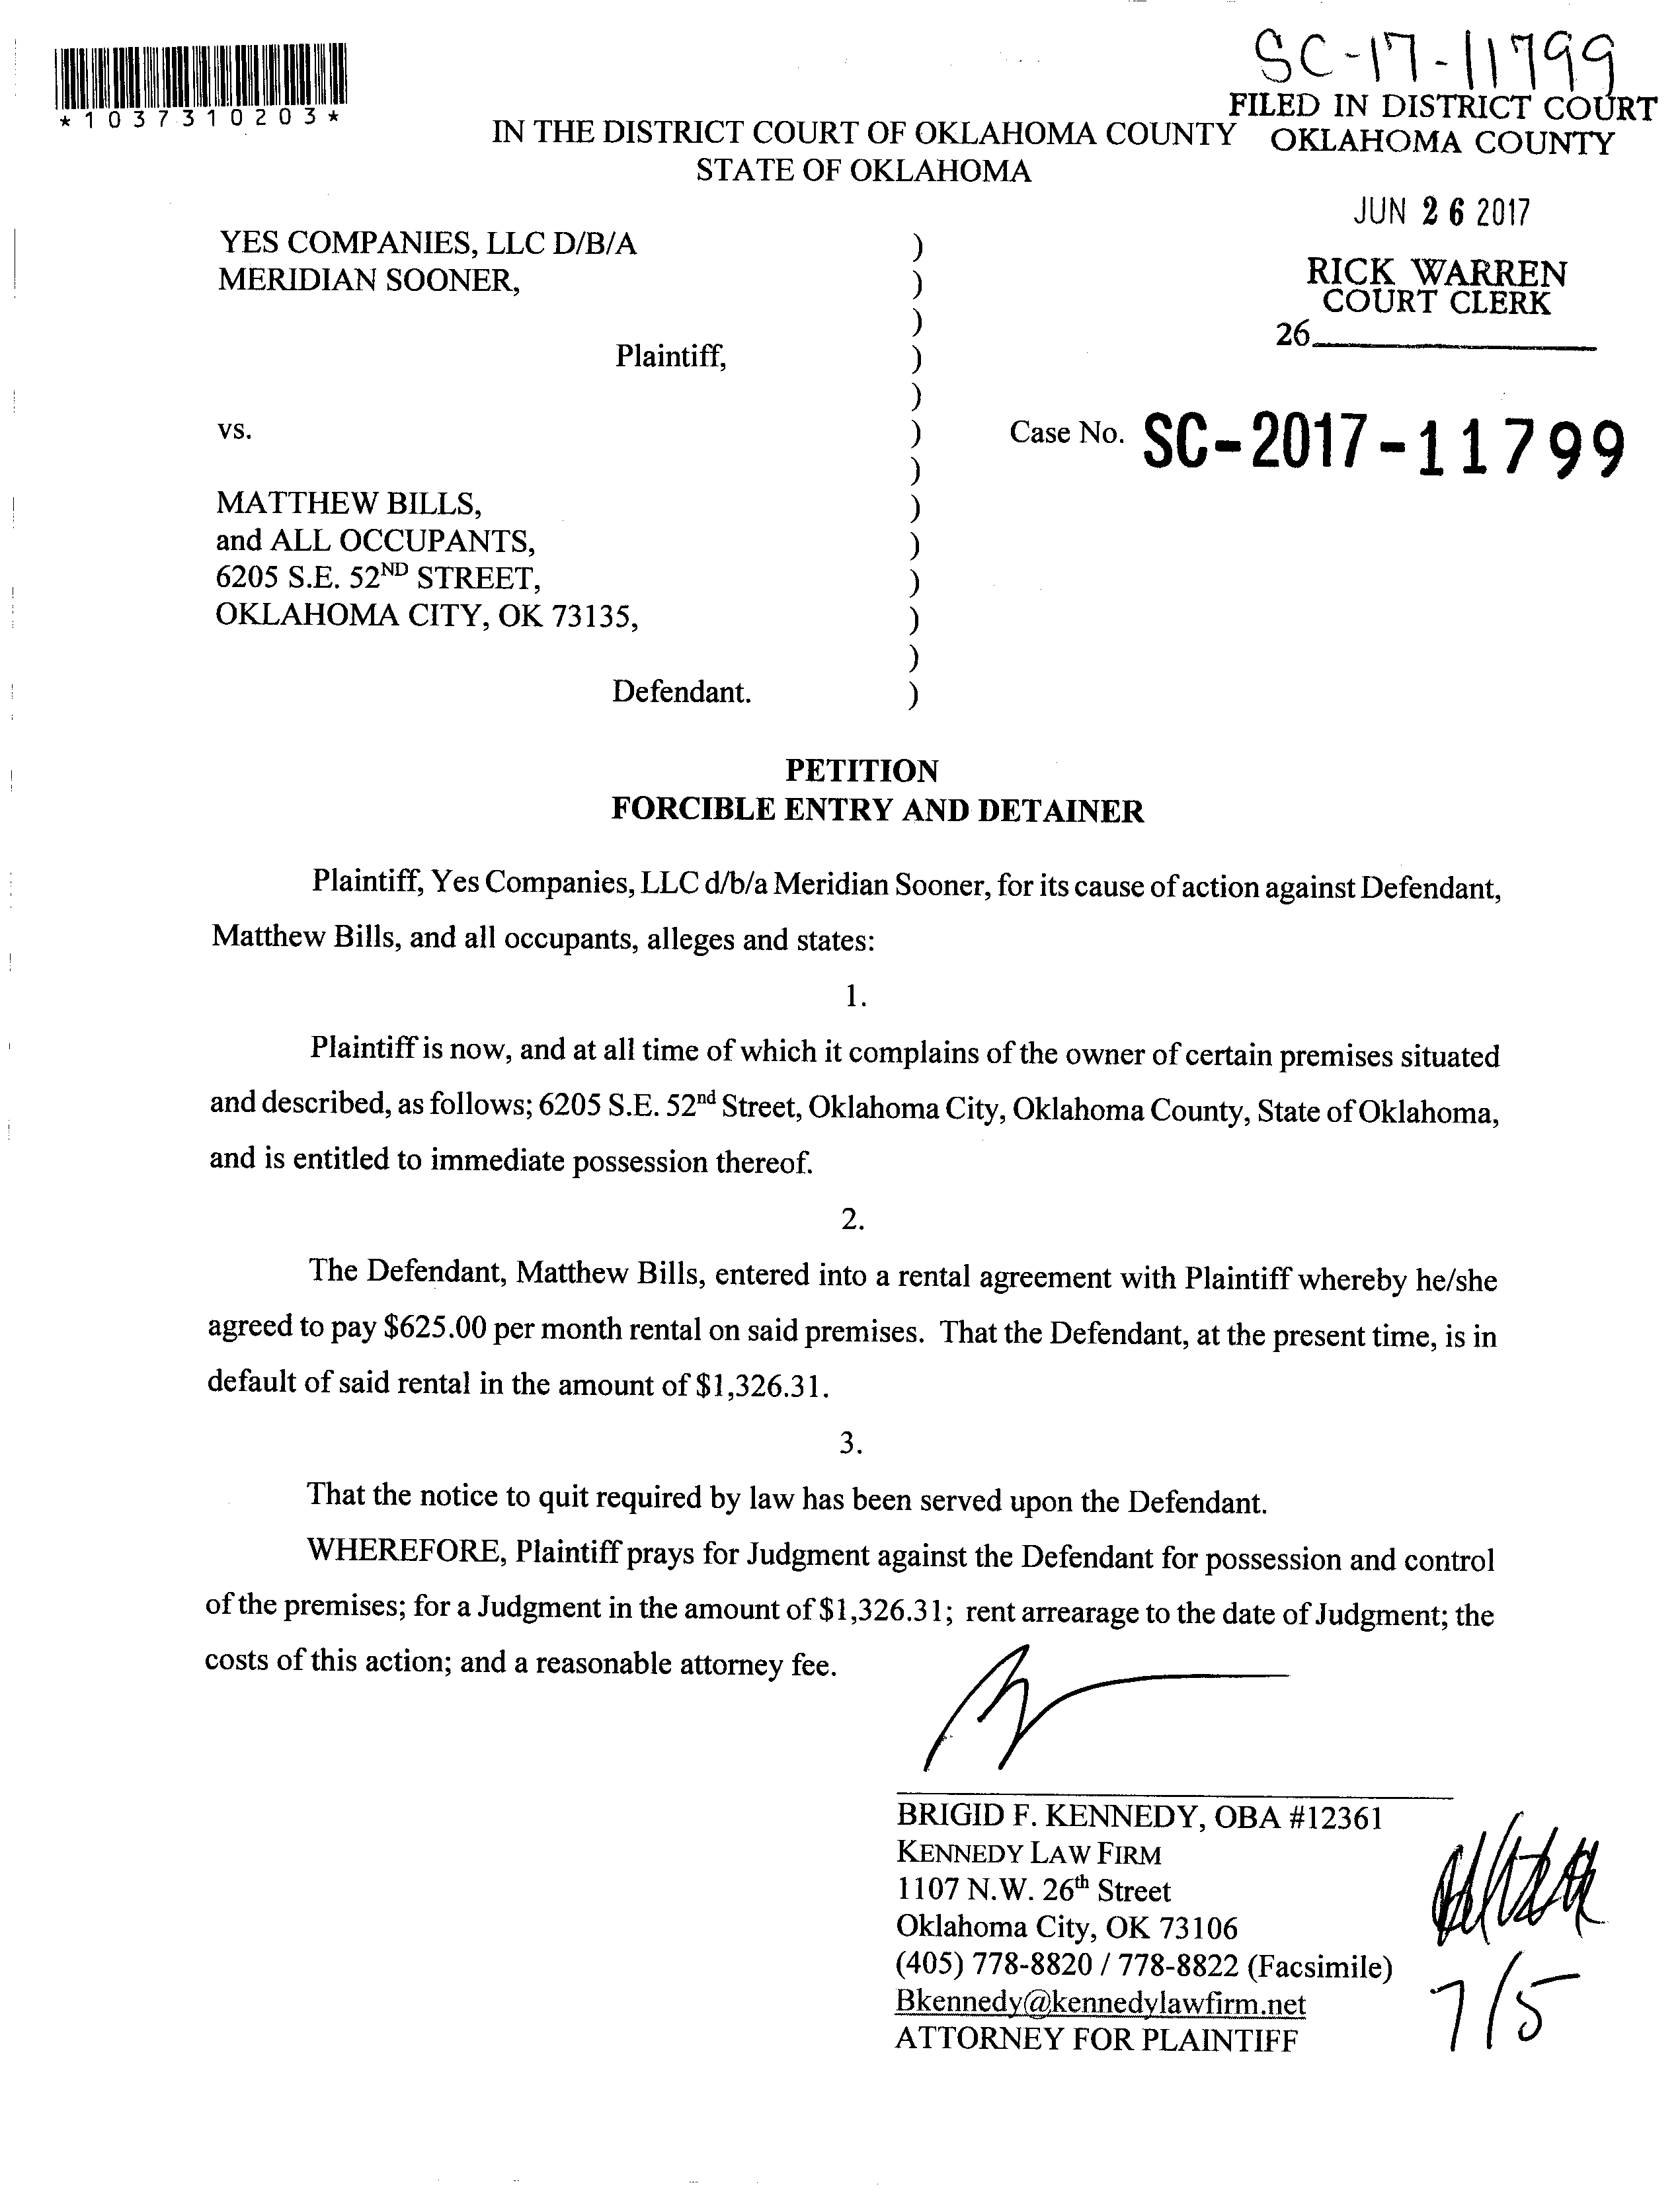 SC-17-11799
*1037310203*
FILED IN DISTRICT COURT
OKLAHOMA COUNTY
IN THE DISTRICT COURT OF OKLAHOMA COUNTY
STATE OF OKLAHOMA
JUN 26 2017
RICK WARREN
COURT CLERK
26
YES COMPANIES, LLC D/B/A )
MERIDIAN SOONER, )
)
Plaintiff, )
)
vs. ) Case No. SC-2017-11799
)
MATTHEW BILLS, )
and ALL OCCUPANTS, )
6205 S.E. 52ND STREET, )
OKLAHOMA CITY, OK 73135, )
)
Defendant. )
PETITION
FORCIBLE ENTRY AND DETAINER
Plaintiff, Yes Companies, LLC d/b/a Meridian Sooner, for its cause of action against Defendant,
Matthew Bills, and all occupants, alleges and states:
1.
Plaintiff is now, and at all time of which it complains of the owner of certain premises situated
and described, as follows; 6205 S.E. 52nd Street, Oklahoma City, Oklahoma County, State of Oklahoma,
and is entitled to immediate possession thereof.
2.
The Defendant, Matthew Bills, entered into a rental agreement with Plaintiff whereby he/she
agreed to pay $625.00 per month rental on said premises. That the Defendant, at the present time, is in
default of said rental in the amount of $1,326.31.
3.
That the notice to quit required by law has been served upon the Defendant.
WHEREFORE, Plaintiff prays for Judgment against the Defendant for possession and control
of the premises; for a Judgment in the amount of $1,326.31; rent arrearage to the date of Judgment; the
costs of this action; and a reasonable attorney fee.
BRIGID F. KENNEDY, OBA #12361
KENNEDY LAW FIRM
1107 N.W. 26th Street
Oklahoma City, OK 73106
(405) 778-8820 / 778-8822 (Facsimile)
Bkennedy@kennedylawfirm.net
ATTORNEY FOR PLAINTIFF
7/5